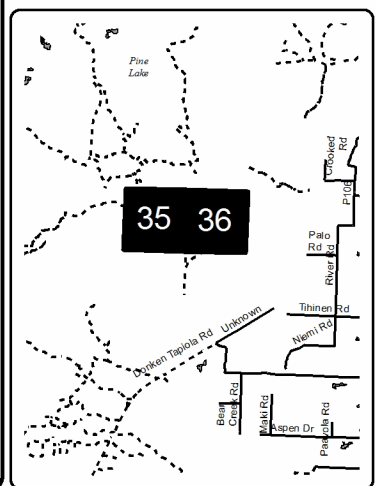 Pine
Lake
Crooked
Rd
P106
35 36
Palo
Rd
River Rd
Tihinen Rd
Unknown
Niemi Rd
Donken Tapiola Rd
Bear
Creek Rd
Maki Rd
Aspen Dr
Paavola Rd